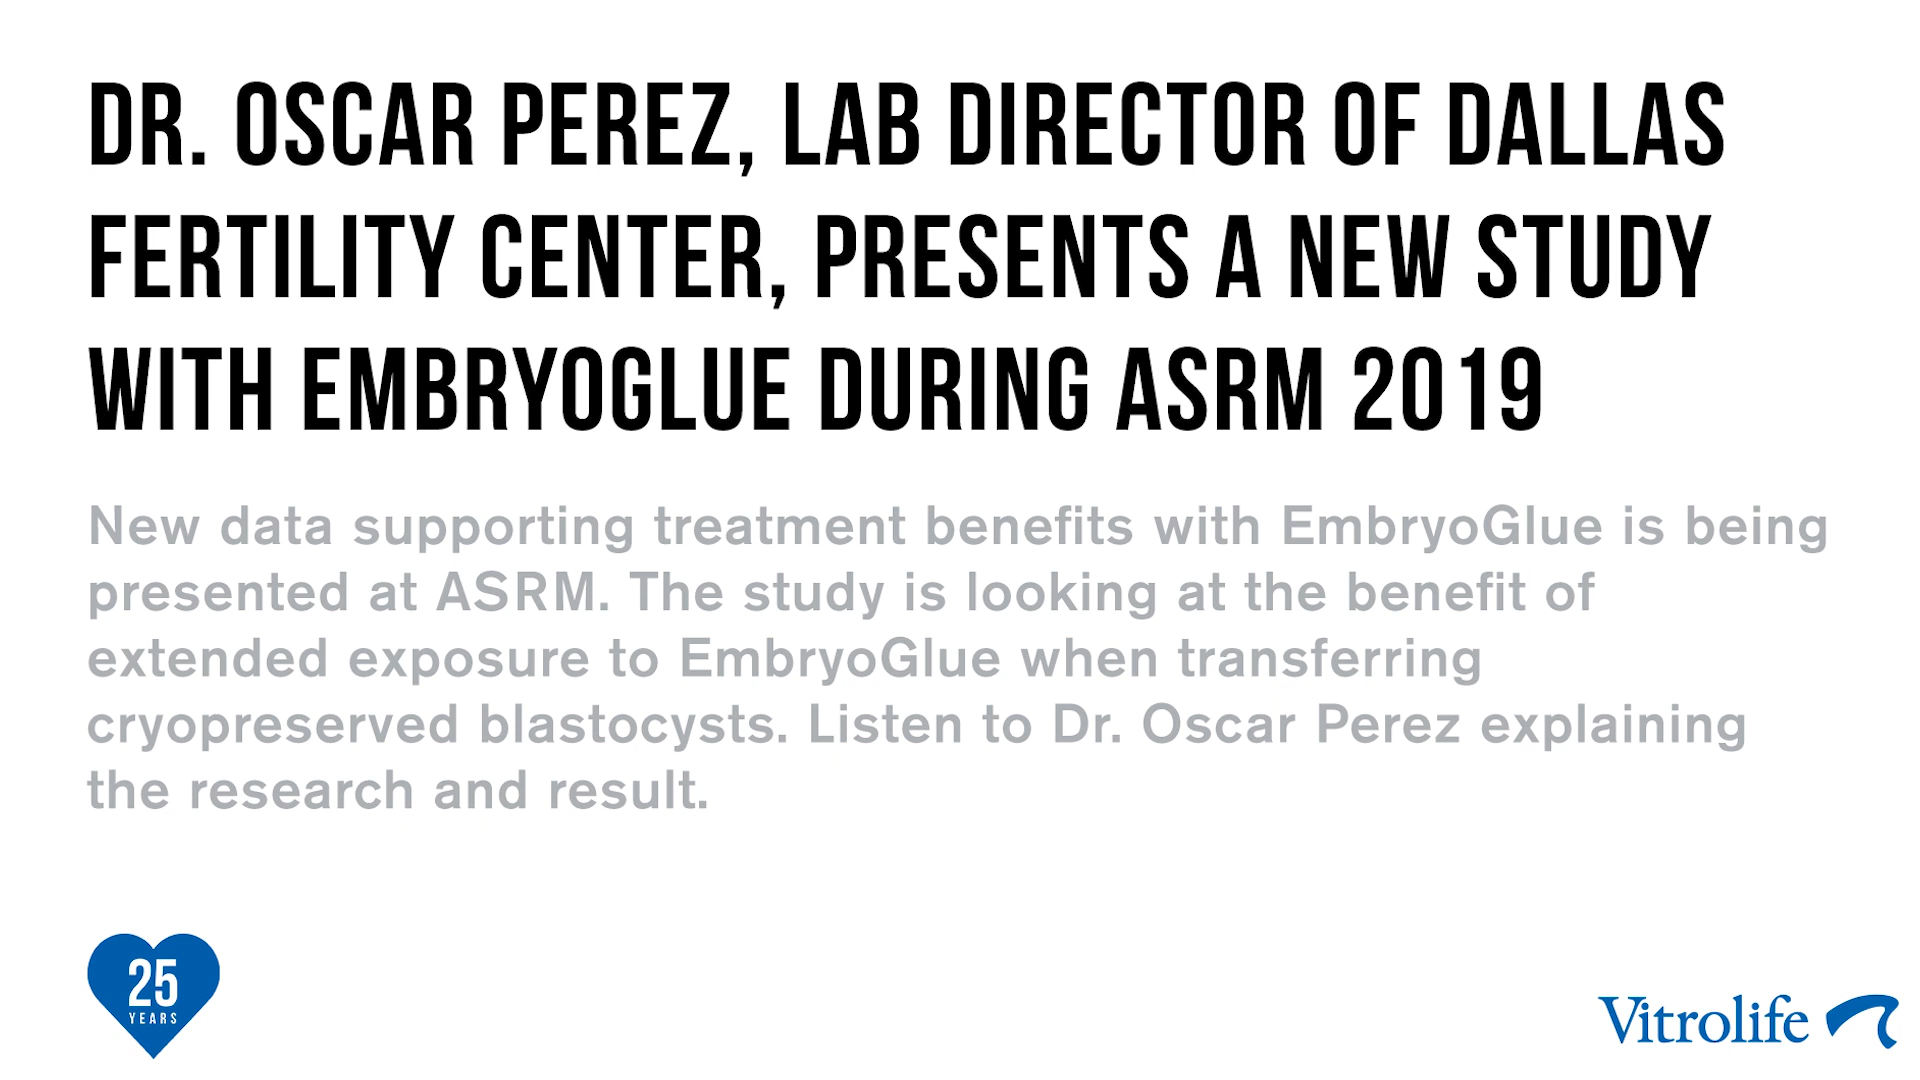 DR. OSCAR PEREZ, LAB DIRECTOR OF DALLAS
FERTILITY CENTER, PRESENTS A NEW STUDY
WITH EMBRYOGLUE DURING ASRM 2019
New data supporting treatment benefits with EmbryoGlue is being
presented at ASRM. The study is looking at the benefit of
extended exposure to EmbryoGlue when transferring
cryopreserved blastocysts. Listen to Dr. Oscar Perez explaining
the research and result.
25
YEARS
Vitrolife